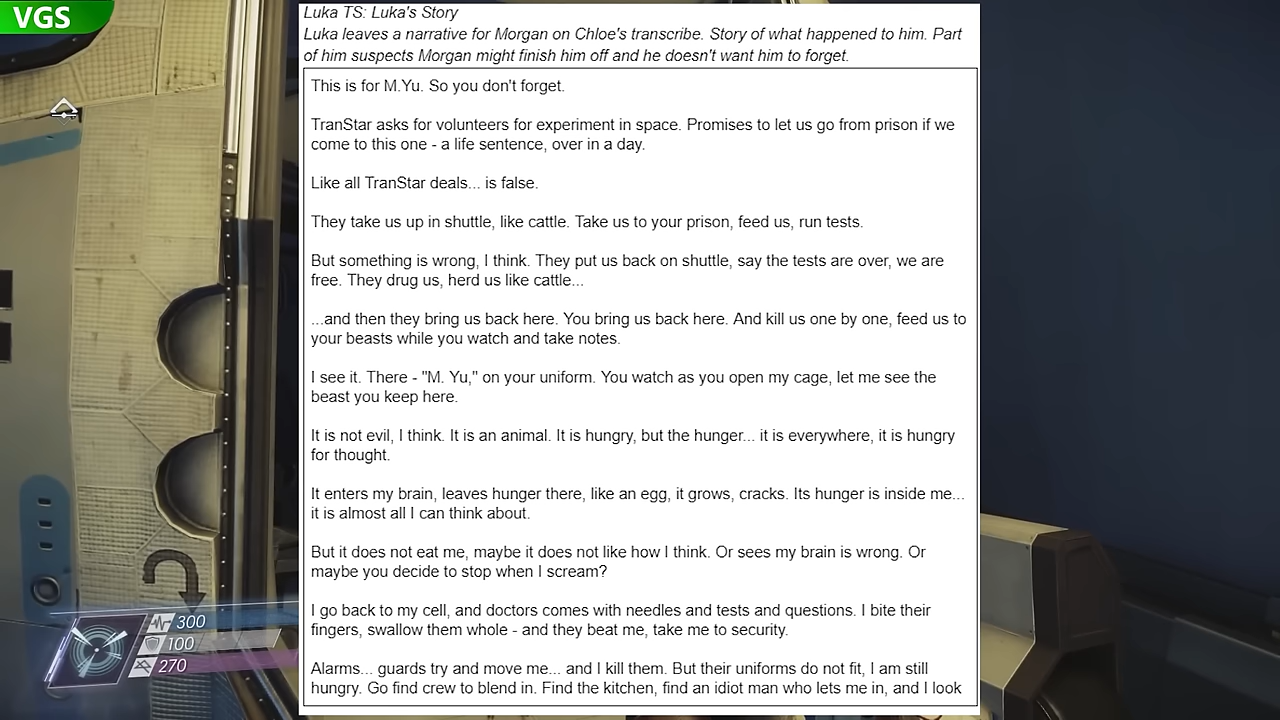 VGS
Luka TS: Luka's Story
Luka leaves a narrative for Morgan on Chloe's transcribe. Story of what happened to him. Part
of him suspects Morgan might finish him off and he doesn't want him to forget.
This is for M.Yu. So you don't forget.
TranStar asks for volunteers for experiment in space. Promises to let us go from prison if we
come to this one - a life sentence, over in a day.
Like all TranStar deals... is false.
They take us up in shuttle, like cattle. Take us to your prison, feed us, run tests.
But something is wrong, I think. They put us back on shuttle, say the tests are over, we are
free. They drug us, herd us like cattle...
...and then they bring us back here. You bring us back here. And kill us one by one, feed us to
your beasts while you watch and take notes.
I see it. There - "M. Yu," on your uniform. You watch as you open my cage, let me see the
beast you keep here.
It is not evil, I think. It is an animal. It is hungry, but the hunger... it is everywhere, it is hungry
for thought.
It enters my brain, leaves hunger there, like an egg, it grows, cracks. Its hunger is inside me...
it is almost all I can think about.
But it does not eat me, maybe it does not like how I think. Or sees my brain is wrong. Or
maybe you decide to stop when I scream?
I go back to my cell, and doctors comes with needles and tests and questions. I bite their
fingers, swallow them whole - and they beat me, take me to security.
Alarms... guards try and move me... and I kill them. But their uniforms do not fit, I am still
hungry. Go find crew to blend in. Find the kitchen, find an idiot man who lets me in, and I look
300
100
270